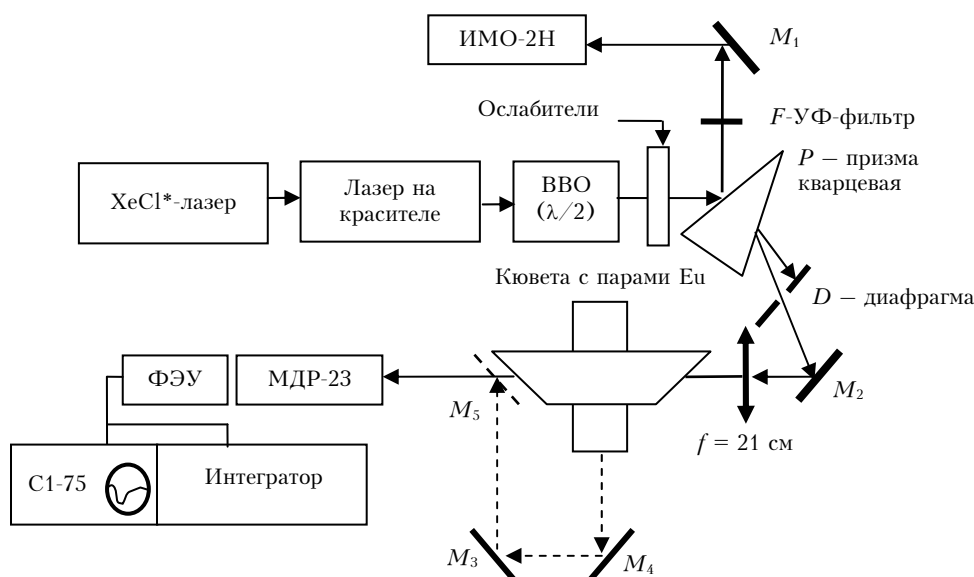 ИМО-2Н
M1
Ослабители
F-УФ-фильтр
P – призма
кварцевая
XeCl*-лазер
Лазер на
красителе
BBO
(λ/2)
Кювета с парами Eu
D – диафрагма
ФЭУ
МДР-23
M5
M2
f = 21 см
С1-75
Интегратор
M3
M4